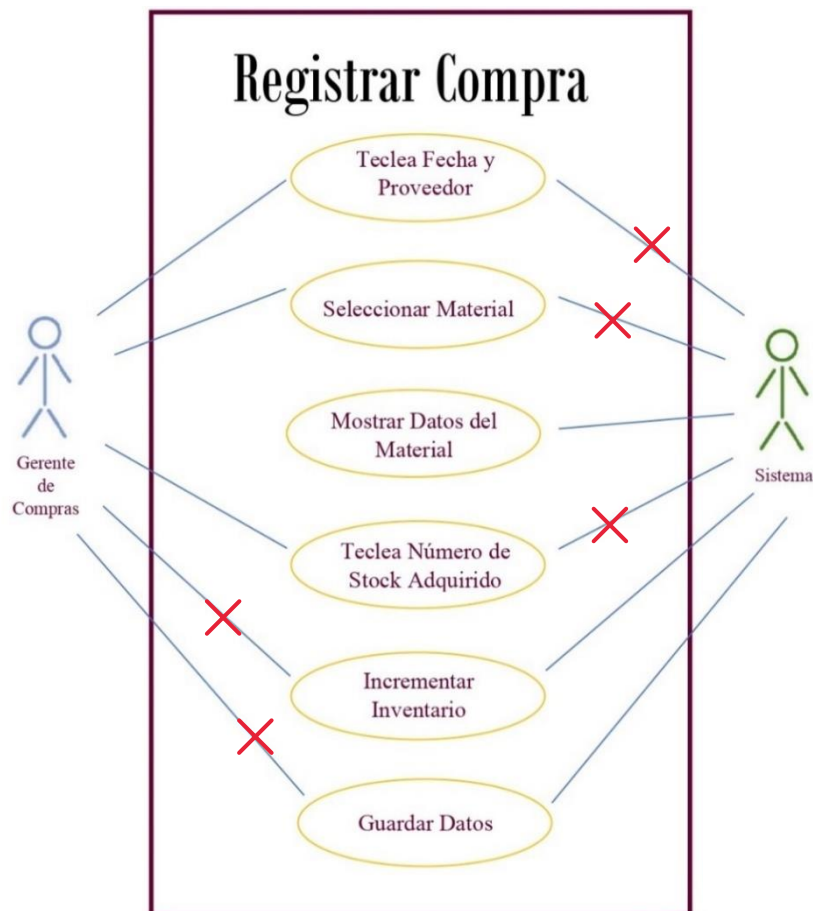 Registrar Compra
Teclea Fecha y
Proveedor
Seleccionar Material
Mostrar Datos del
Material
Gerente
de
Compras
Sistema
Teclea Número de
Stock Adquirido
Incrementar
Inventario
Guardar Datos